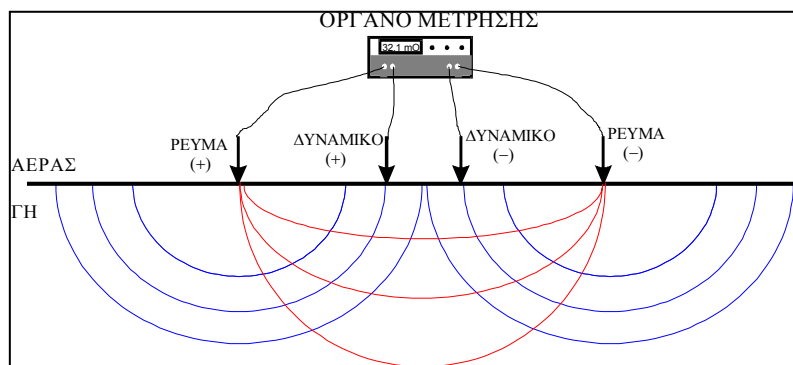 ΟΡΓΑΝΟ ΜΕΤΡΗΣΗΣ
32.1 mΩ
ΡΕΥΜΑ
(+)
ΔΥΝΑΜΙΚΟ
(+)
ΔΥΝΑΜΙΚΟ
(−)
ΡΕΥΜΑ
(−)
ΑΕΡΑΣ
ΓΗ